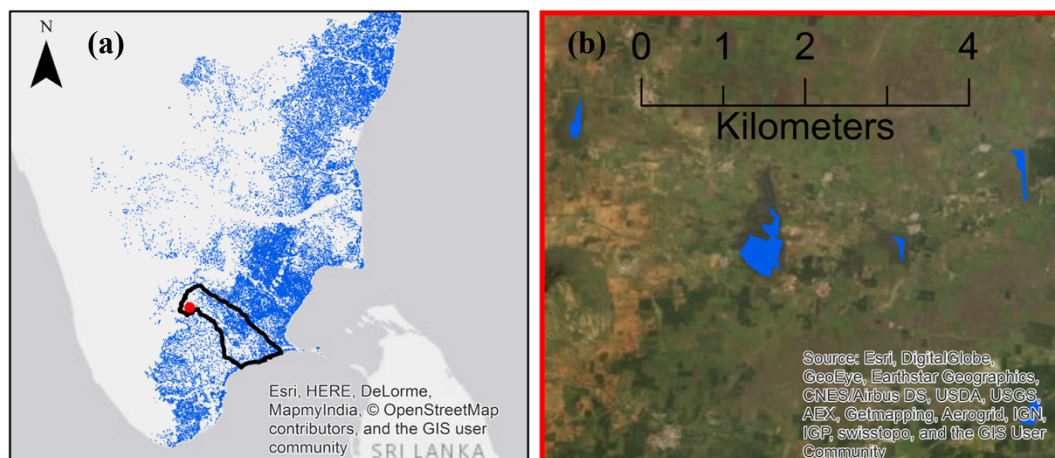 N
(a)
Esri, HERE, DeLorme,
MapmyIndia, © OpenStreetMap
contributors, and the GIS user
community
SRI LANKA
(b)
0 1 2 4
Kilometers
Source: Esri, DigitalGlobe,
GeoEye, Earthstar Geographics,
CNES/Airbus DS, USDA, USGS,
AEX, Getmapping, Aerogrid, IGN,
IGP, swisstopo, and the GIS User
Community